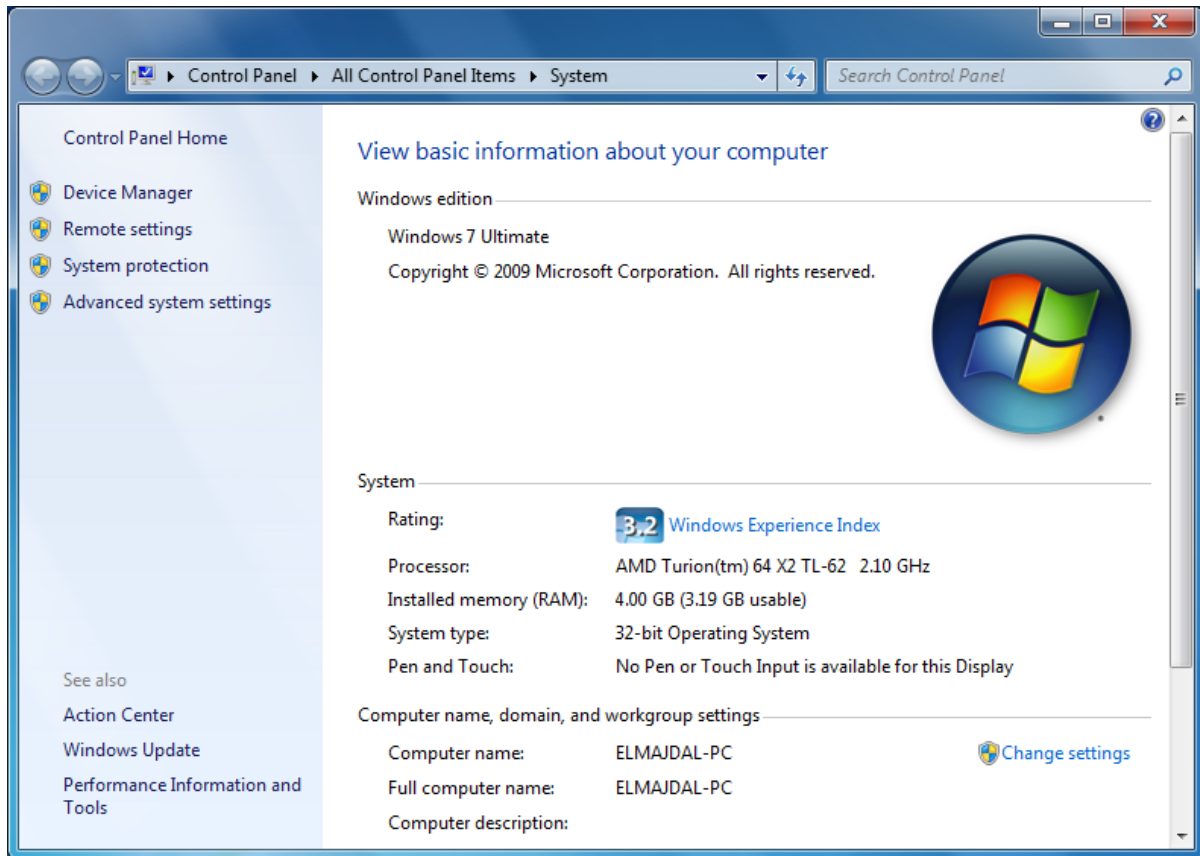 Control Panel ▸ All Control Panel Items ▸ System
Search Control Panel
Control Panel Home
Device Manager
Remote settings
System protection
Advanced system settings
See also
Action Center
Windows Update
Performance Information and
Tools
View basic information about your computer
Windows edition
Windows 7 Ultimate
Copyright © 2009 Microsoft Corporation.  All rights reserved.
System
Rating:
3.2 Windows Experience Index
Processor:
AMD Turion(tm) 64 X2 TL-62   2.10 GHz
Installed memory (RAM):
4.00 GB (3.19 GB usable)
System type:
32-bit Operating System
Pen and Touch:
No Pen or Touch Input is available for this Display
Computer name, domain, and workgroup settings
Computer name:
ELMAJDAL-PC
Change settings
Full computer name:
ELMAJDAL-PC
Computer description: